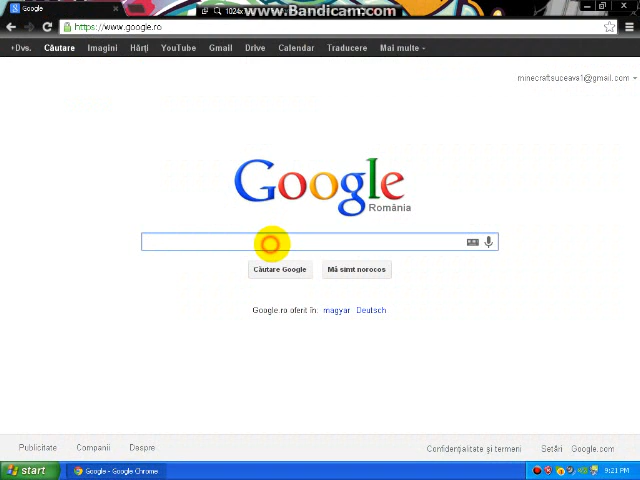 Google
1024x
www.Bandicam.com
https://www.google.ro
+Dvs. Căutare Imagini Hărți YouTube Gmail Drive Calendar Traducere Mai multe
minecraftsuceava1@gmail.com
Google
România
Căutare Google Mă simt norocos
Google.ro oferit în: magyar Deutsch
Publicitate Companii Despre Confidențialitate și termeni Setări Google.com
start Google - Google Chrome 9:21 PM